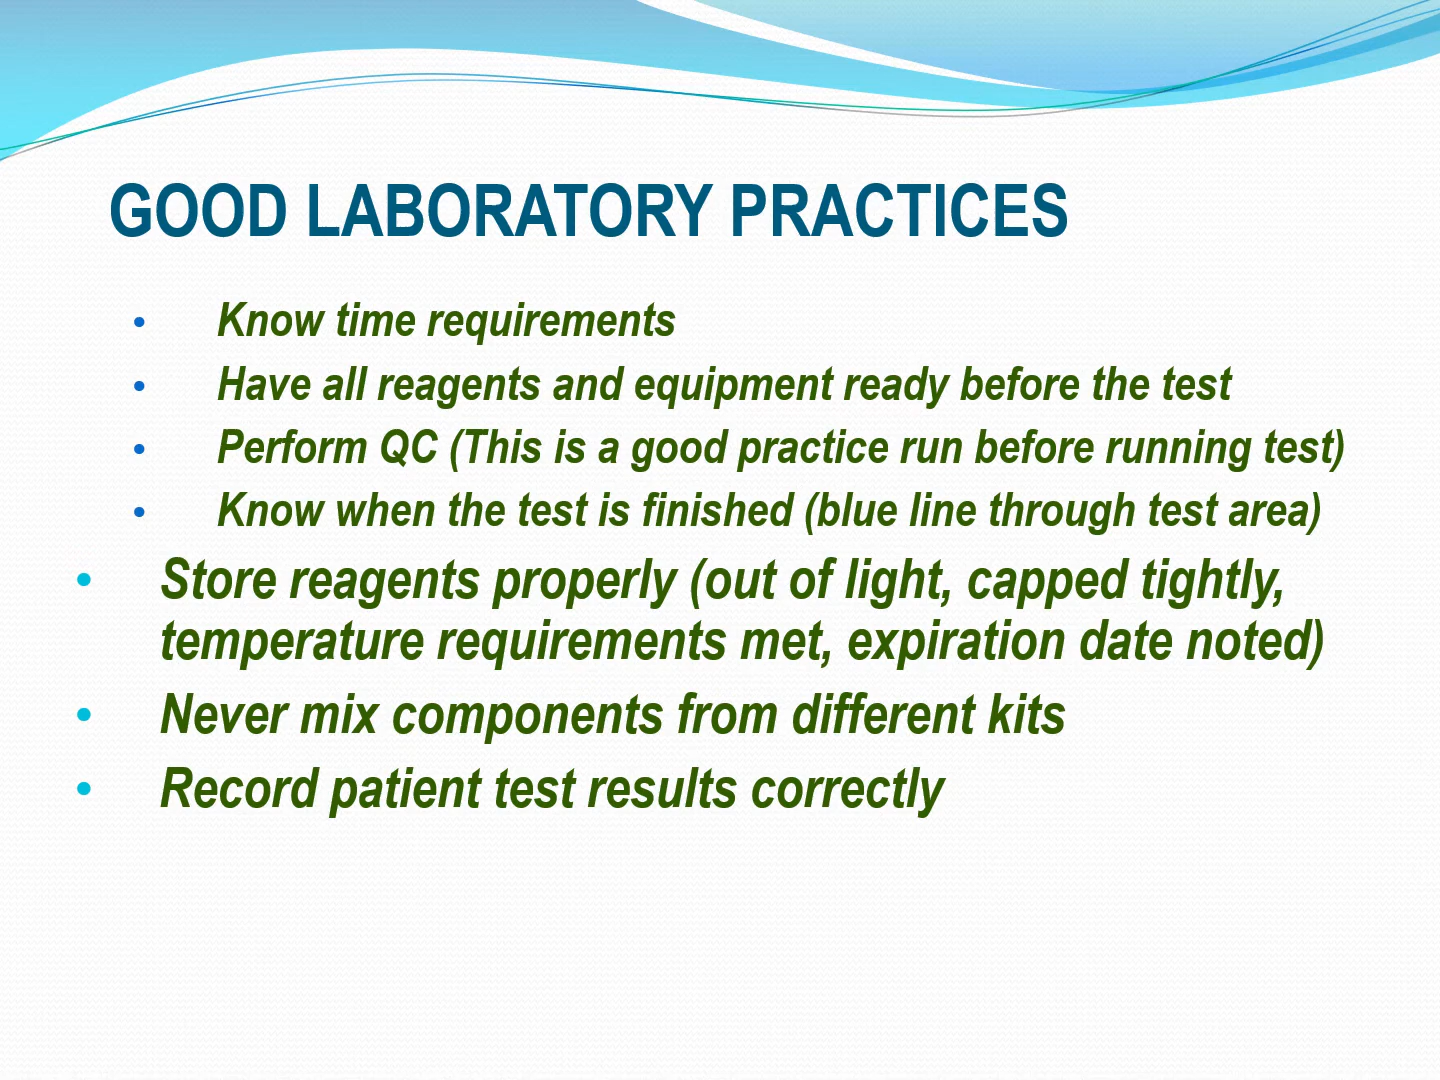 GOOD LABORATORY PRACTICES
• Know time requirements
• Have all reagents and equipment ready before the test
• Perform QC (This is a good practice run before running test)
• Know when the test is finished (blue line through test area)
• Store reagents properly (out of light, capped tightly,
temperature requirements met, expiration date noted)
• Never mix components from different kits
• Record patient test results correctly